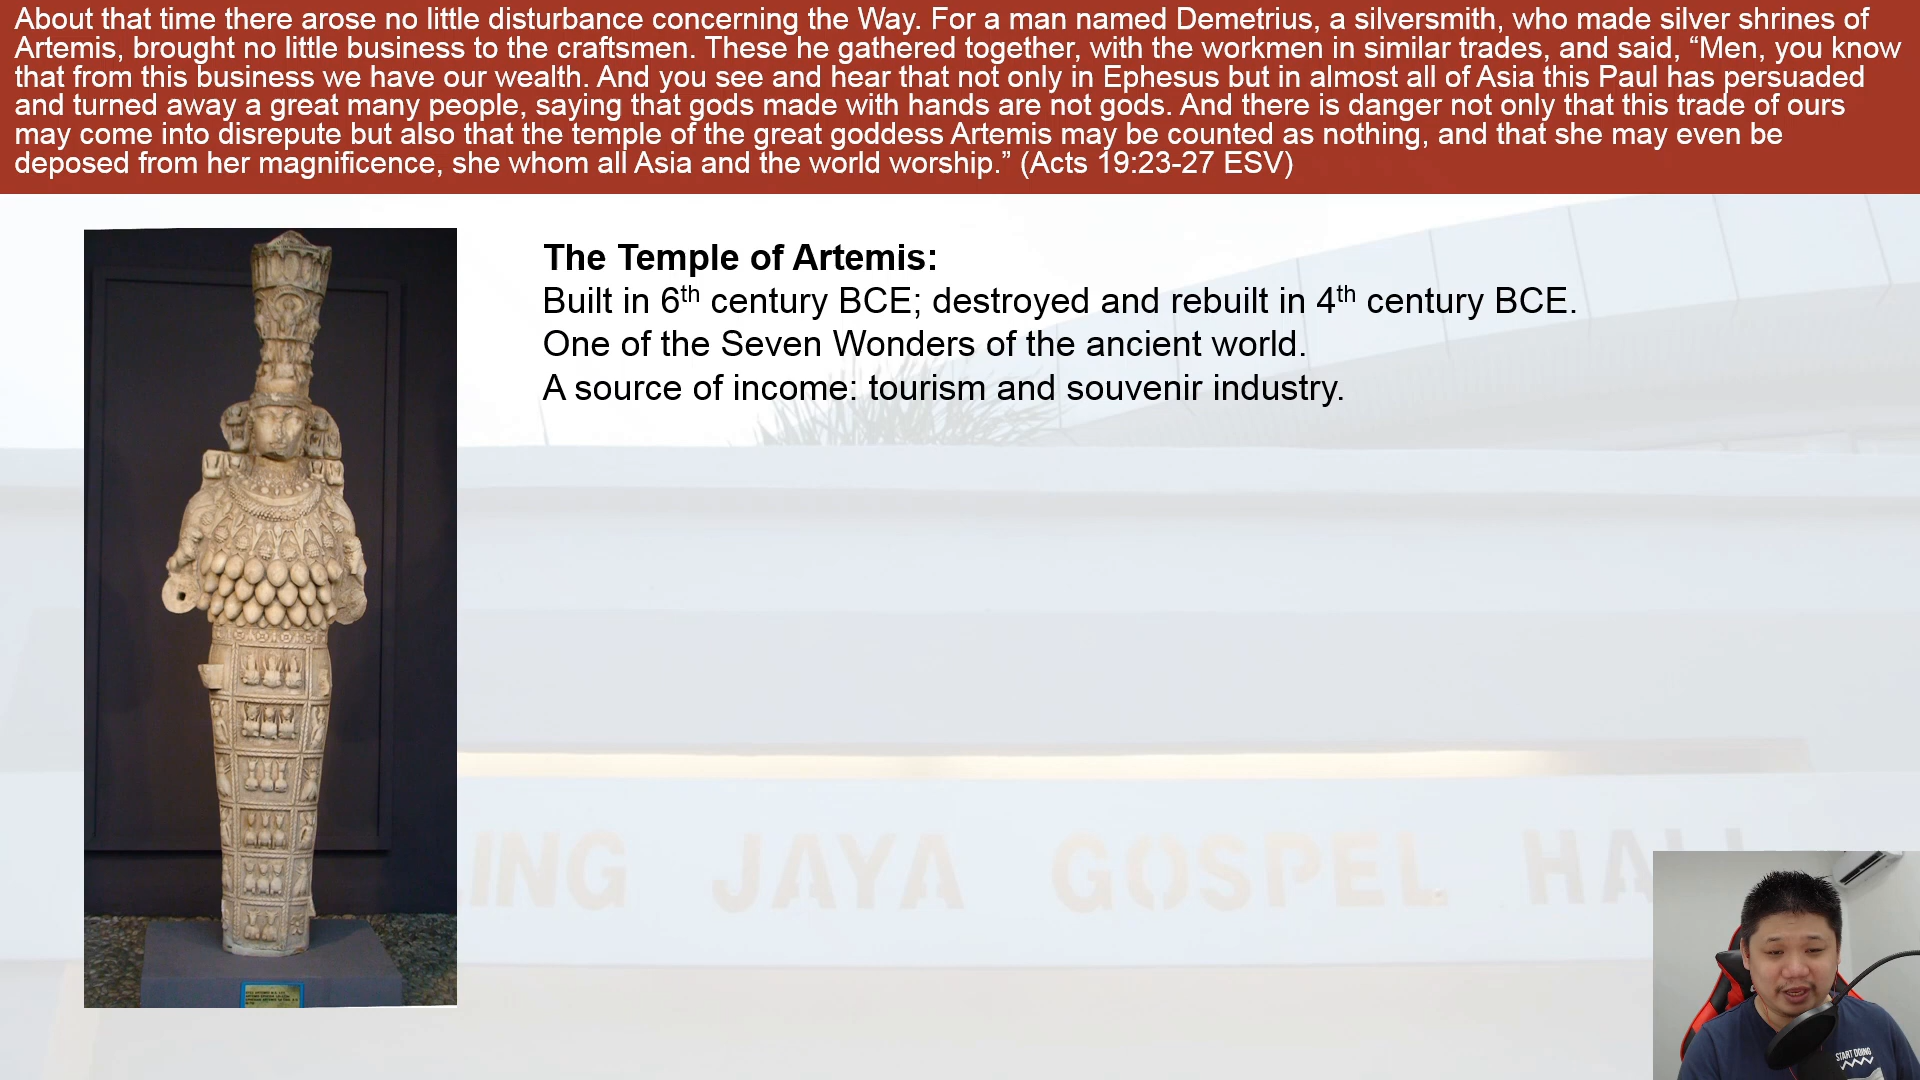 About that time there arose no little disturbance concerning the Way. For a man named Demetrius, a silversmith, who made silver shrines of
Artemis, brought no little business to the craftsmen. These he gathered together, with the workmen in similar trades, and said, “Men, you know
that from this business we have our wealth. And you see and hear that not only in Ephesus but in almost all of Asia this Paul has persuaded
and turned away a great many people, saying that gods made with hands are not gods. And there is danger not only that this trade of ours
may come into disrepute but also that the temple of the great goddess Artemis may be counted as nothing, and that she may even be
deposed from her magnificence, she whom all Asia and the world worship.” (Acts 19:23-27 ESV)
The Temple of Artemis:
Built in 6th century BCE; destroyed and rebuilt in 4th century BCE.
One of the Seven Wonders of the ancient world.
A source of income: tourism and souvenir industry.
LING JAYA GOSPEL HALL
START DOING